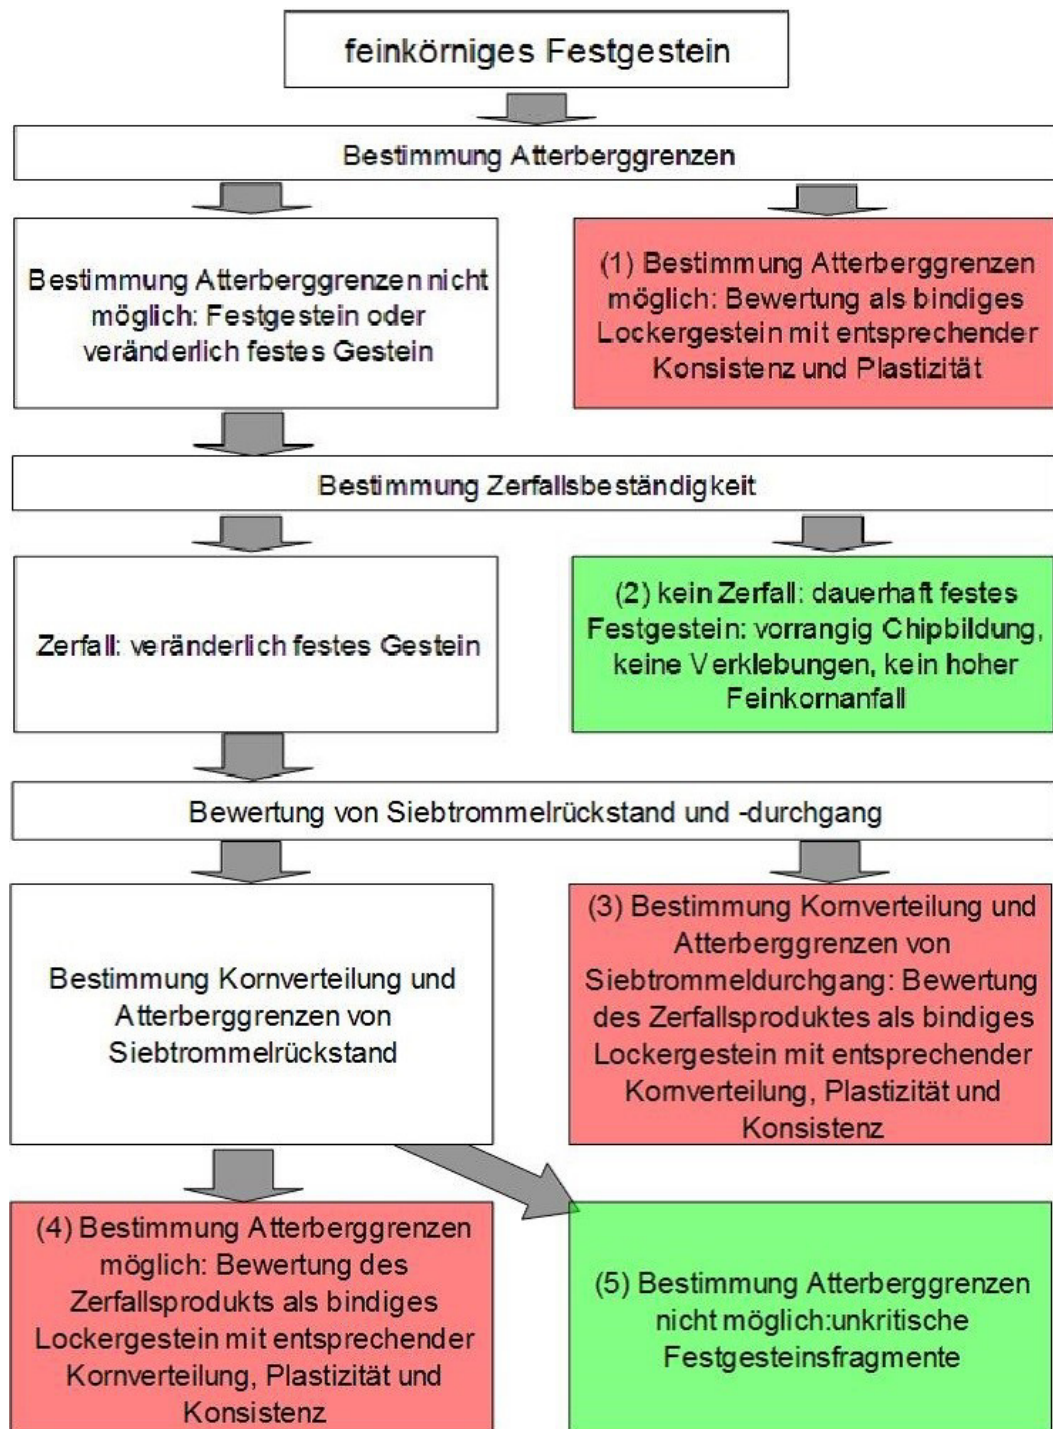 feinkörniges Festgestein
Bestimmung Atterberggrenzen
Bestimmung Atterberggrenzen nicht
möglich: Festgestein oder
veränderlich festes Gestein
(1) Bestimmung Atterberggrenzen
möglich: Bewertung als bindiges
Lockergestein mit entsprechender
Konsistenz und Plastizität
Bestimmung Zerfallsbeständigkeit
Zerfall: veränderlich festes Gestein
(2) kein Zerfall: dauerhaft festes
Festgestein: vorrangig Chipbildung,
keine Verklebungen, kein hoher
Feinkornanfall
Bewertung von Siebtrommelrückstand und -durchgang
Bestimmung Kornverteilung und
Atterberggrenzen von
Siebtrommelrückstand
(3) Bestimmung Kornverteilung und
Atterberggrenzen von
Siebtrommeldurchgang: Bewertung
des Zerfallsproduktes als bindiges
Lockergestein mit entsprechender
Kornverteilung, Plastizität und
Konsistenz
(4) Bestimmung Atterberggrenzen
möglich: Bewertung des
Zerfallsprodukts als bindiges
Lockergestein mit entsprechender
Kornverteilung, Plastizität und
Konsistenz
(5) Bestimmung Atterberggrenzen
nicht möglich:unkritische
Festgesteinsfragmente